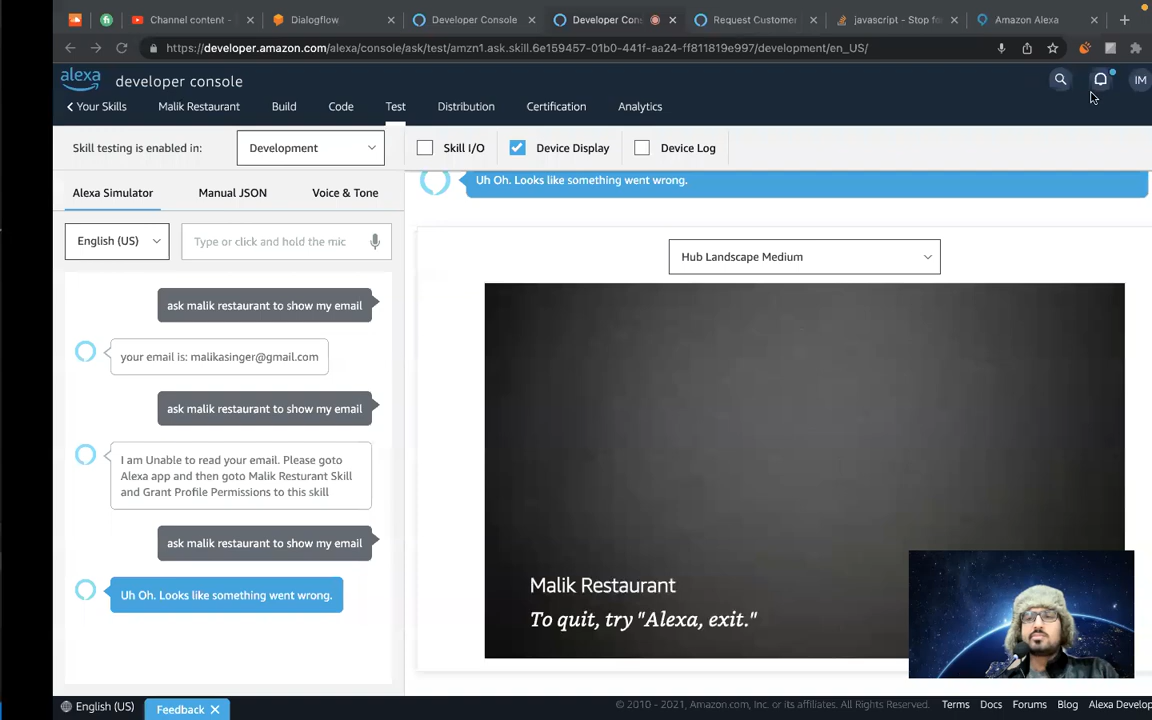 Channel content -
Dialogflow
Developer Console
Developer Cons
Request Customer
javascript - Stop fo
Amazon Alexa
https://developer.amazon.com/alexa/console/ask/test/amzn1.ask.skill.6e159457-01b0-441f-aa24-ff811819e997/development/en_US/
alexa developer console
IM
Your Skills
Malik Restaurant
Build
Code
Test
Distribution
Certification
Analytics
Skill testing is enabled in:
Development
Skill I/O
Device Display
Device Log
Alexa Simulator
Manual JSON
Voice & Tone
English (US)
Type or click and hold the mic
ask malik restaurant to show my email
your email is: malikasinger@gmail.com
ask malik restaurant to show my email
I am Unable to read your email. Please goto
Alexa app and then goto Malik Resturant Skill
and Grant Profile Permissions to this skill
ask malik restaurant to show my email
Uh Oh. Looks like something went wrong.
Uh Oh. Looks like something went wrong.
Hub Landscape Medium
Malik Restaurant
To quit, try "Alexa, exit."
English (US)
Feedback
© 2010 - 2021, Amazon.com, Inc. or its affiliates. All Rights Reserved.
Terms
Docs
Forums
Blog
Alexa Develop